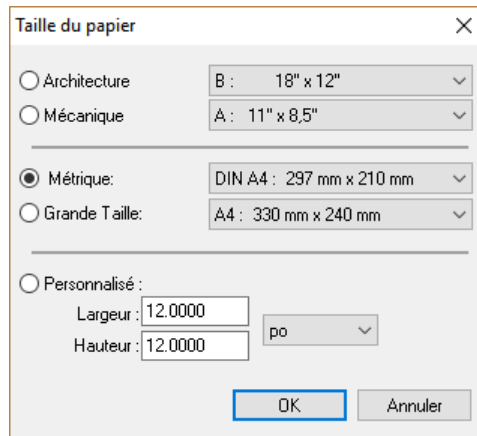 Taille du papier
Architecture B : 18" x 12"
Mécanique A : 11" x 8,5"
Métrique: DIN A4 : 297 mm x 210 mm
Grande Taille: A4 : 330 mm x 240 mm
Personnalisé :
Largeur : 12.0000
po
Hauteur : 12.0000
OK Annuler